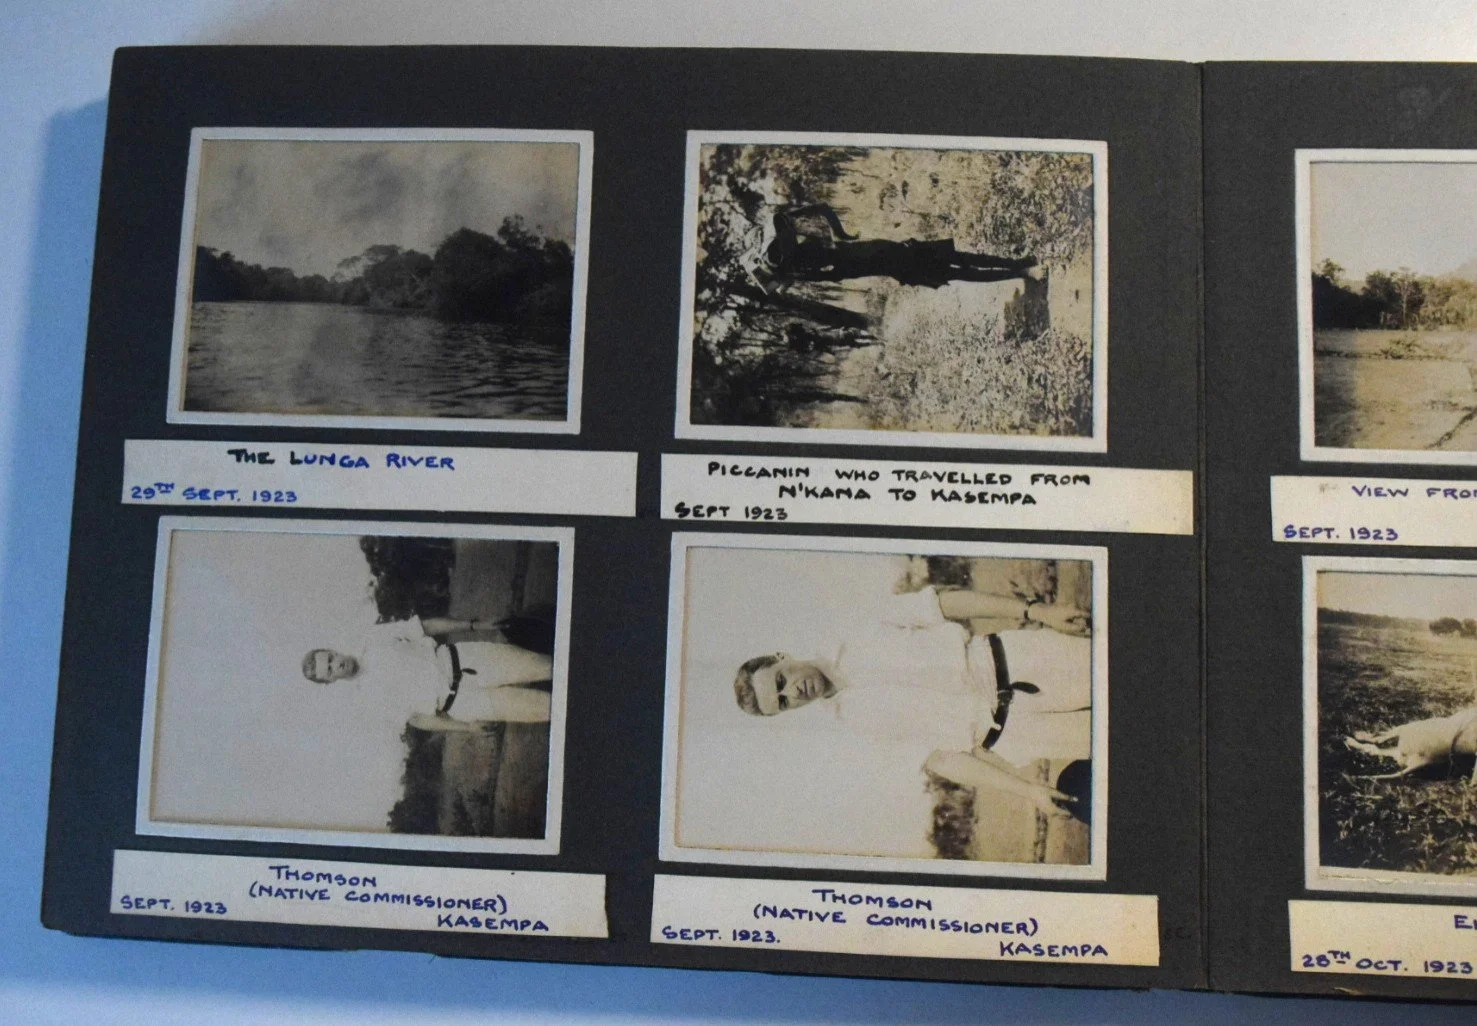 THE LUNGA RIVER
29TH SEPT. 1923
PICCANIN WHO TRAVELLED FROM
N'KANA TO KASEMPA
SEPT 1923
VIEW FROM
SEPT. 1923
THOMSON
(NATIVE COMMISSIONER)
SEPT. 1923
KASEMPA
THOMSON
(NATIVE COMMISSIONER)
SEPT. 1923.
KASEMPA
28TH OCT. 1923